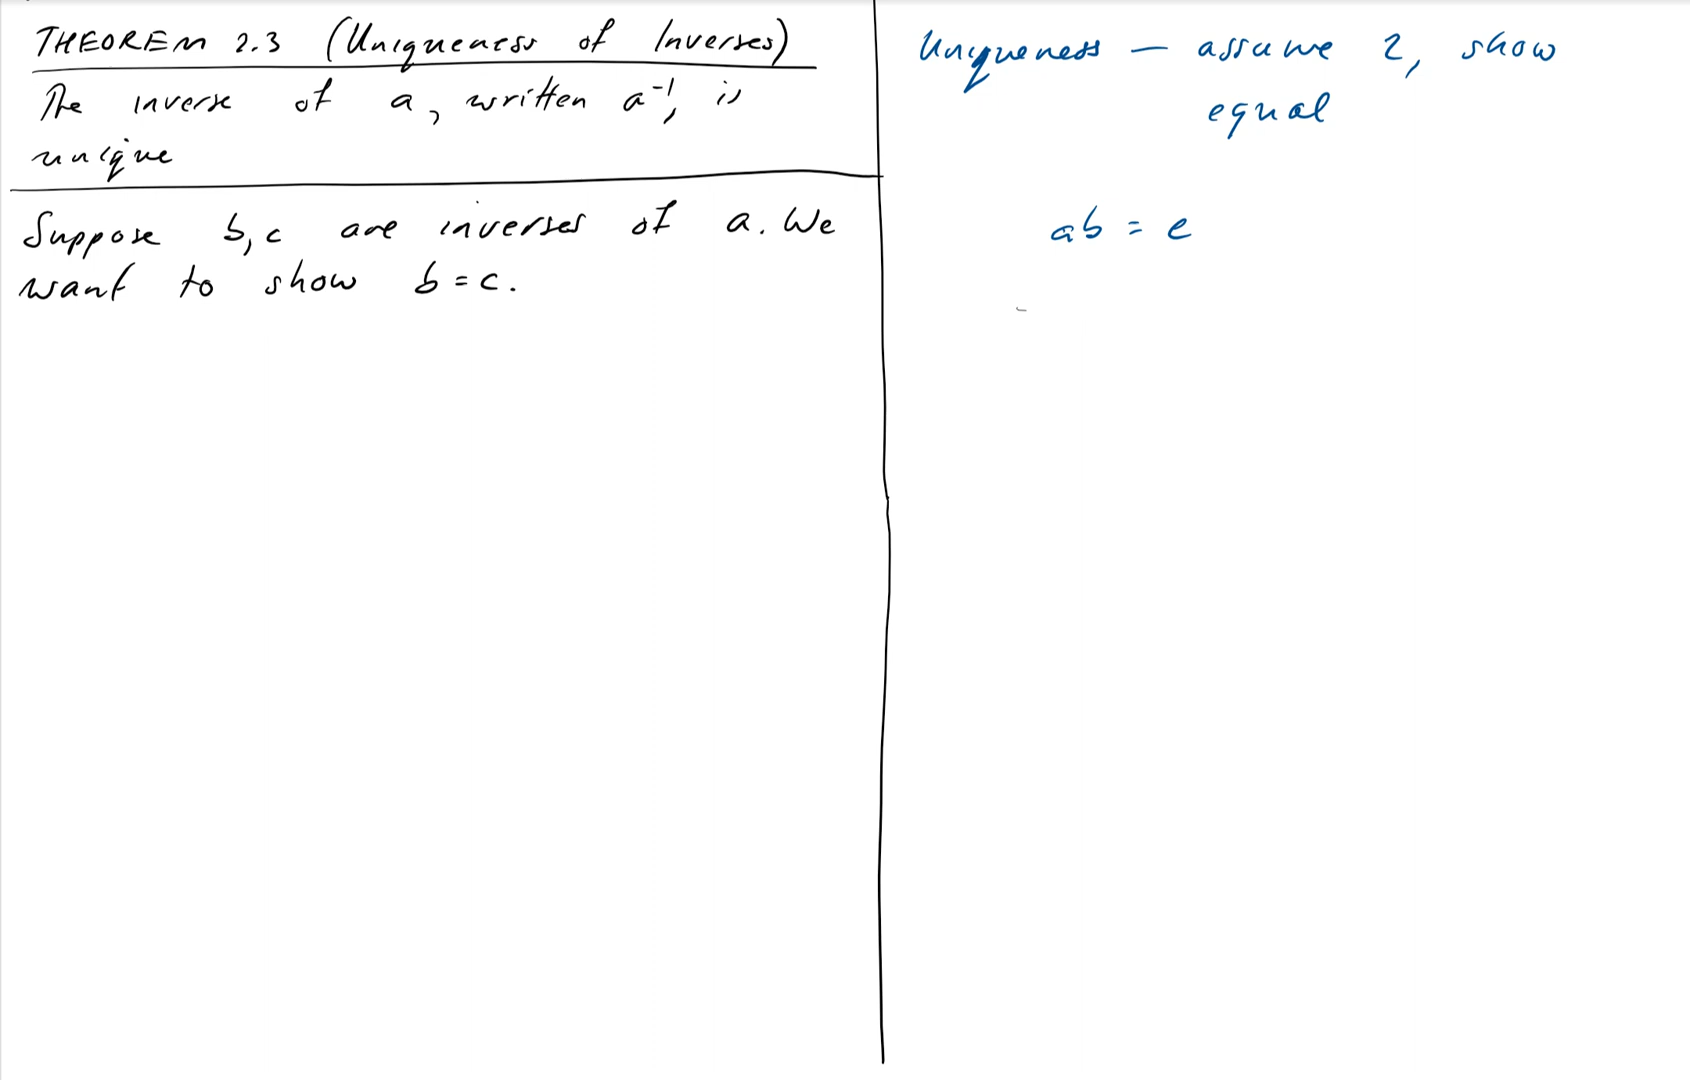 THEOREM 2.3 (Uniqueness of Inverses)
The inverse of a, written a⁻¹, is
unique
Suppose b,c are inverses of a. We
want to show b = c.
Uniqueness — assume 2, show
equal
ab = e